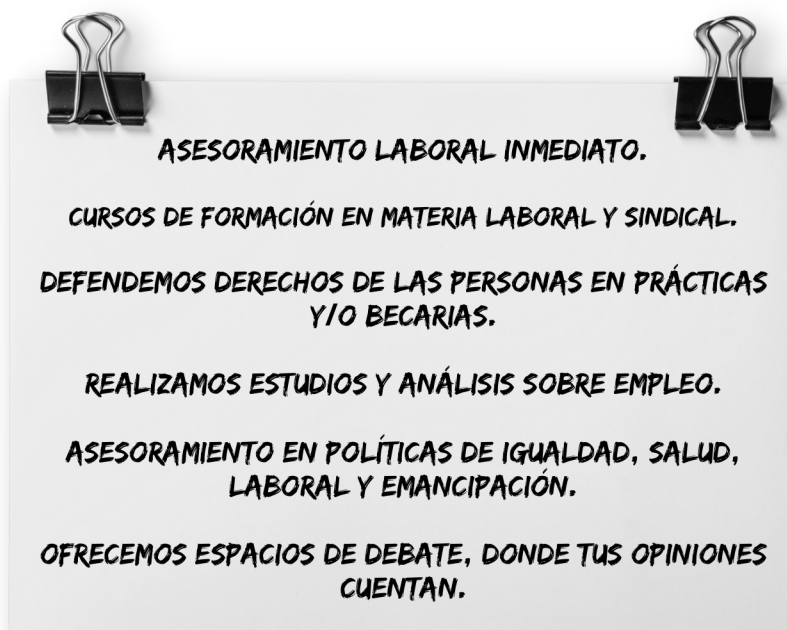 ASESORAMIENTO LABORAL INMEDIATO.
CURSOS DE FORMACIÓN EN MATERIA LABORAL Y SINDICAL.
DEFENDEMOS DERECHOS DE LAS PERSONAS EN PRÁCTICAS
Y/O BECARIAS.
REALIZAMOS ESTUDIOS Y ANÁLISIS SOBRE EMPLEO.
ASESORAMIENTO EN POLÍTICAS DE IGUALDAD, SALUD,
LABORAL Y EMANCIPACIÓN.
OFRECEMOS ESPACIOS DE DEBATE, DONDE TUS OPINIONES
CUENTAN.